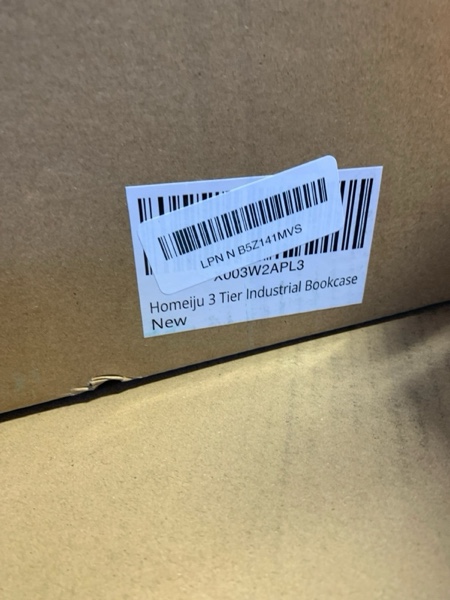 LPN N B5Z141MVS
X003W2APL3
Homeiju 3 Tier Industrial Bookcase
New